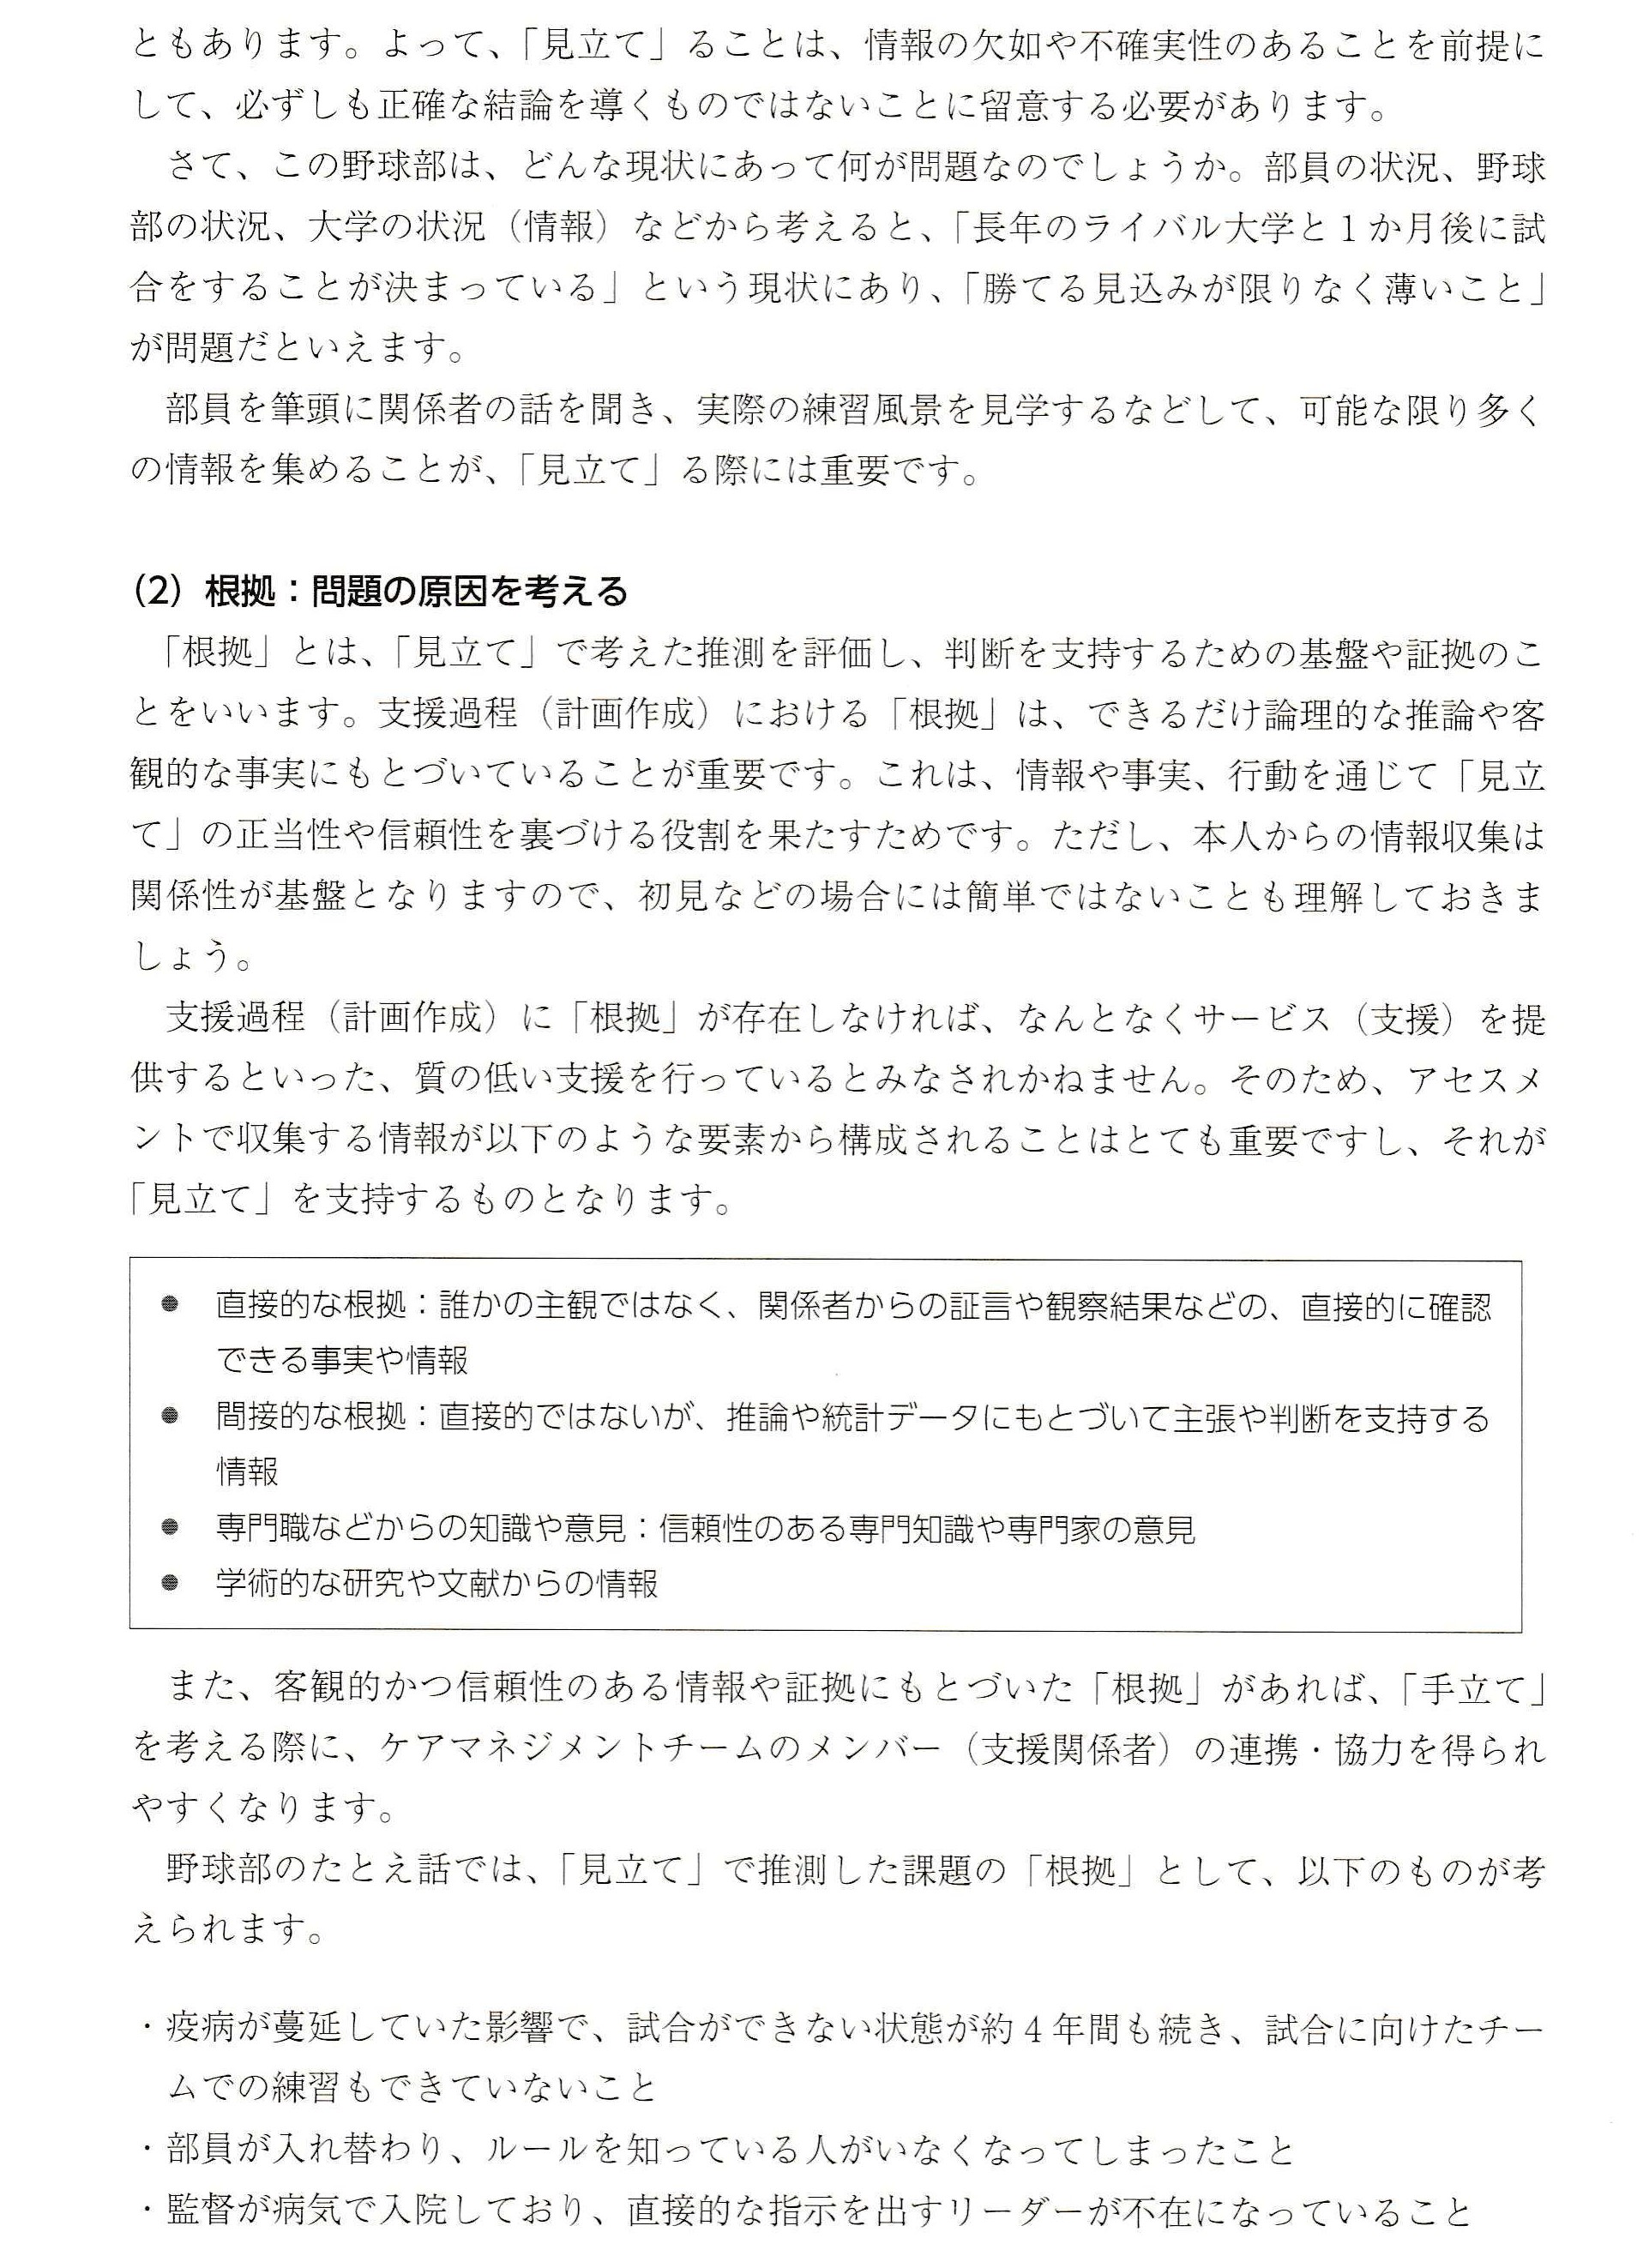 ともあります。よって、「見立て」ることは、情報の欠如や不確実性のあることを前提に
して、必ずしも正確な結論を導くものではないことに留意する必要があります。
さて、この野球部は、どんな現状にあって何が問題なのでしょうか。部員の状況、野球
部の状況、大学の状況（情報）などから考えると、「長年のライバル大学と1か月後に試
合をすることが決まっている」という現状にあり、「勝てる見込みが限りなく薄いこと」
が問題だといえます。
部員を筆頭に関係者の話を聞き、実際の練習風景を見学するなどして、可能な限り多く
の情報を集めることが、「見立て」る際には重要です。
（2）根拠：問題の原因を考える
「根拠」とは、「見立て」で考えた推測を評価し、判断を支持するための基盤や証拠のこ
とをいいます。支援過程（計画作成）における「根拠」は、できるだけ論理的な推論や客
観的な事実にもとづいていることが重要です。これは、情報や事実、行動を通じて「見立
て」の正当性や信頼性を裏づける役割を果たすためです。ただし、本人からの情報収集は
関係性が基盤となりますので、初見などの場合には簡単ではないことも理解しておきま
しょう。
支援過程（計画作成）に「根拠」が存在しなければ、なんとなくサービス（支援）を提
供するといった、質の低い支援を行っているとみなされかねません。そのため、アセスメ
ントで収集する情報が以下のような要素から構成されることはとても重要ですし、それが
「見立て」を支持するものとなります。
● 直接的な根拠：誰かの主観ではなく、関係者からの証言や観察結果などの、直接的に確認
できる事実や情報
● 間接的な根拠：直接的ではないが、推論や統計データにもとづいて主張や判断を支持する
情報
● 専門職などからの知識や意見：信頼性のある専門知識や専門家の意見
● 学術的な研究や文献からの情報
また、客観的かつ信頼性のある情報や証拠にもとづいた「根拠」があれば、「手立て」
を考える際に、ケアマネジメントチームのメンバー（支援関係者）の連携・協力を得られ
やすくなります。
野球部のたとえ話では、「見立て」で推測した課題の「根拠」として、以下のものが考
えられます。
・疫病が蔓延していた影響で、試合ができない状態が約4年間も続き、試合に向けたチー
ムでの練習もできていないこと
・部員が入れ替わり、ルールを知っている人がいなくなってしまったこと
・監督が病気で入院しており、直接的な指示を出すリーダーが不在になっていること